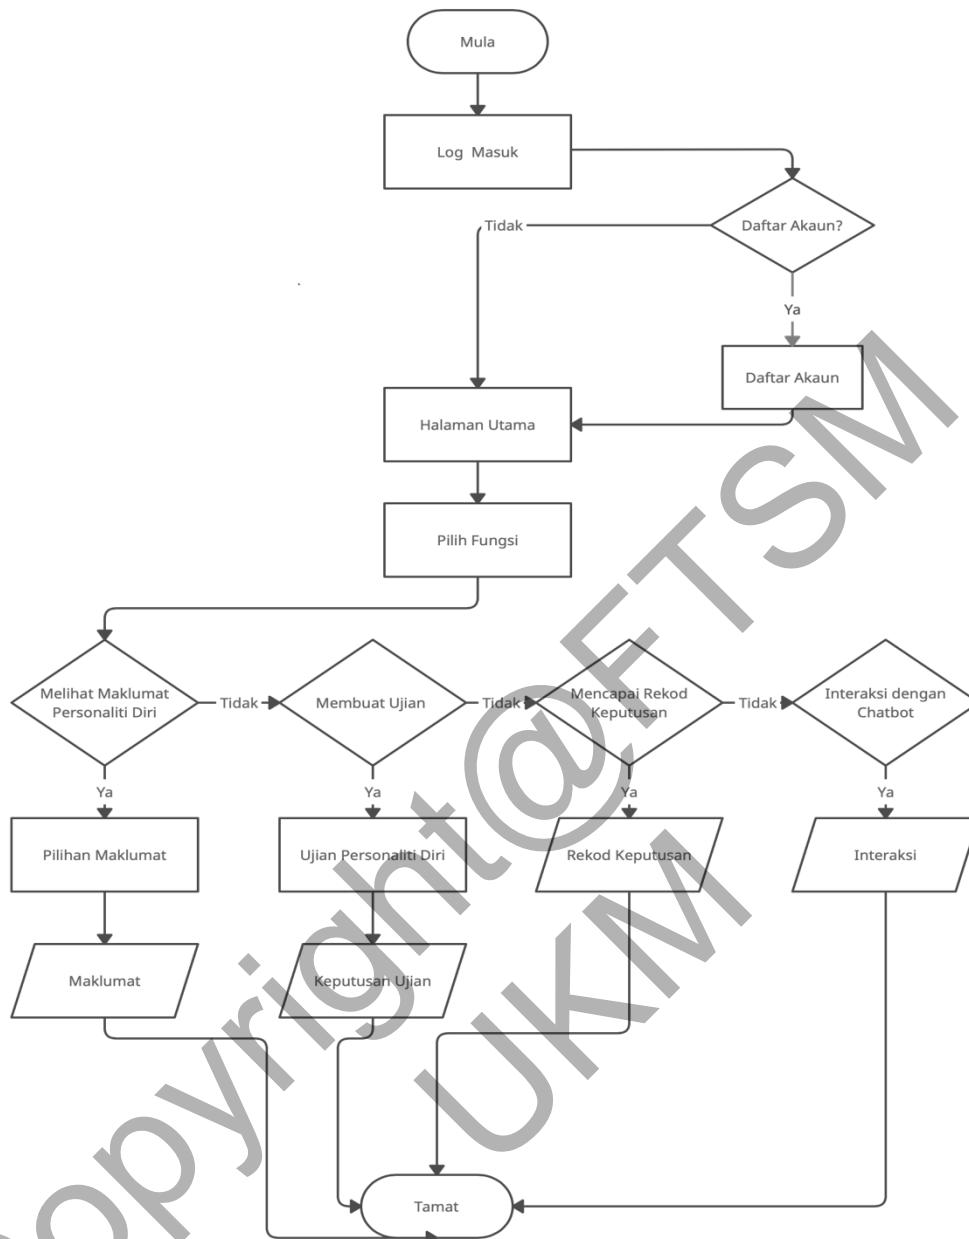 Mula
Log Masuk
Daftar Akaun?
Tidak
Ya
Daftar Akaun
Halaman Utama
Pilih Fungsi
Melihat Maklumat
Personaliti Diri
Tidak
Membuat Ujian
Tidak
Mencapai Rekod
Keputusan
Tidak
Interaksi dengan
Chatbot
Ya
Ya
Ya
Ya
Pilihan Maklumat
Ujian Personaliti Diri
Rekod Keputusan
Interaksi
Maklumat
Keputusan Ujian
Tamat
Copyright@FTSM
UKM